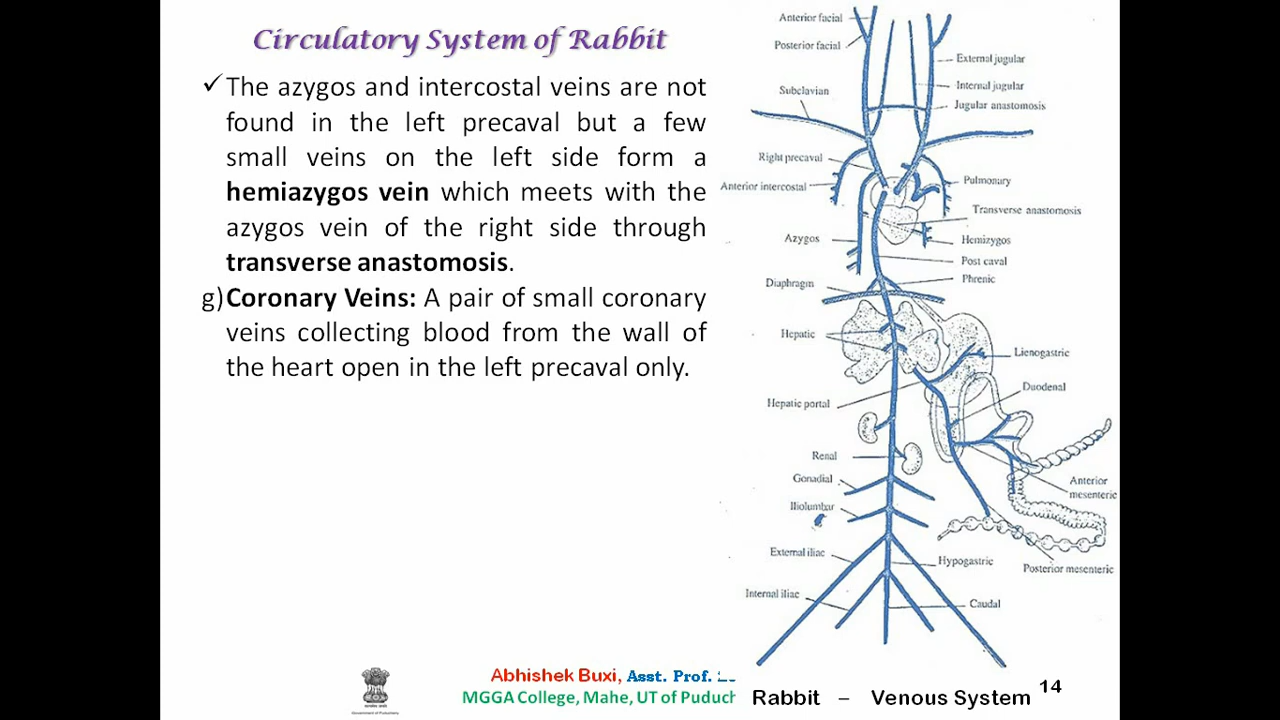 Circulatory System of Rabbit
✓ The azygos and intercostal veins are not
found in the left precaval but a few
small veins on the left side form a
hemiazygos vein which meets with the
azygos vein of the right side through
transverse anastomosis.
g) Coronary Veins: A pair of small coronary
veins collecting blood from the wall of
the heart open in the left precaval only.
Anterior facial
Posterior facial
External jugular
Internal jugular
Subclavian
Jugular anastomosis
Right precaval
Anterior intercostal
Pulmonary
Transverse anastomosis
Azygos
Hemizygos
Post caval
Phrenic
Diaphragm
Hepatic
Lienogastric
Duodenal
Hepatic portal
Renal
Gonadial
Anterior
mesenteric
Iliolumbar
External iliac
Hypogastric
Posterior mesenteric
Internal iliac
Caudal
Abhishek Buxi, Asst. Prof.
MGGA College, Mahe, UT of Puduch
Rabbit – Venous System
14
Government of Puducherry